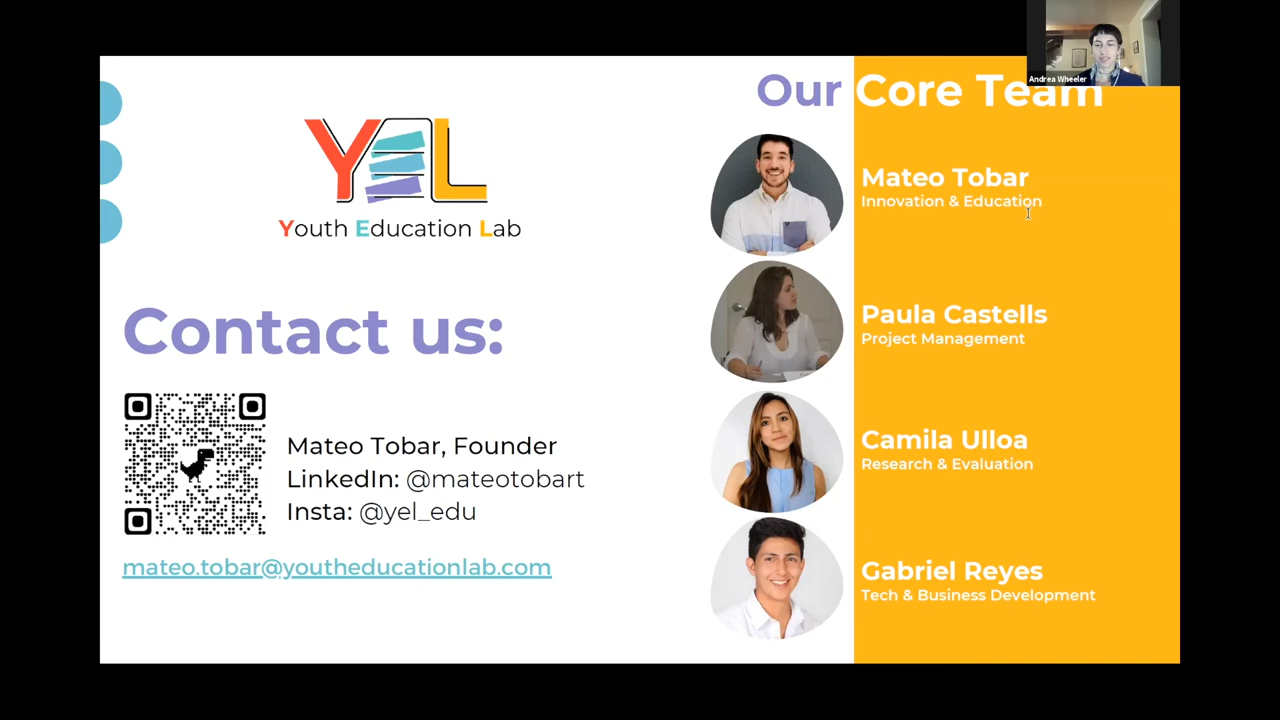 Andrea Wheeler
Our Core Team
YEL
Youth Education Lab
Contact us:
Mateo Tobar, Founder
LinkedIn: @mateotobart
Insta: @yel_edu
mateo.tobar@youtheducationlab.com
Mateo Tobar
Innovation & Education
Paula Castells
Project Management
Camila Ulloa
Research & Evaluation
Gabriel Reyes
Tech & Business Development